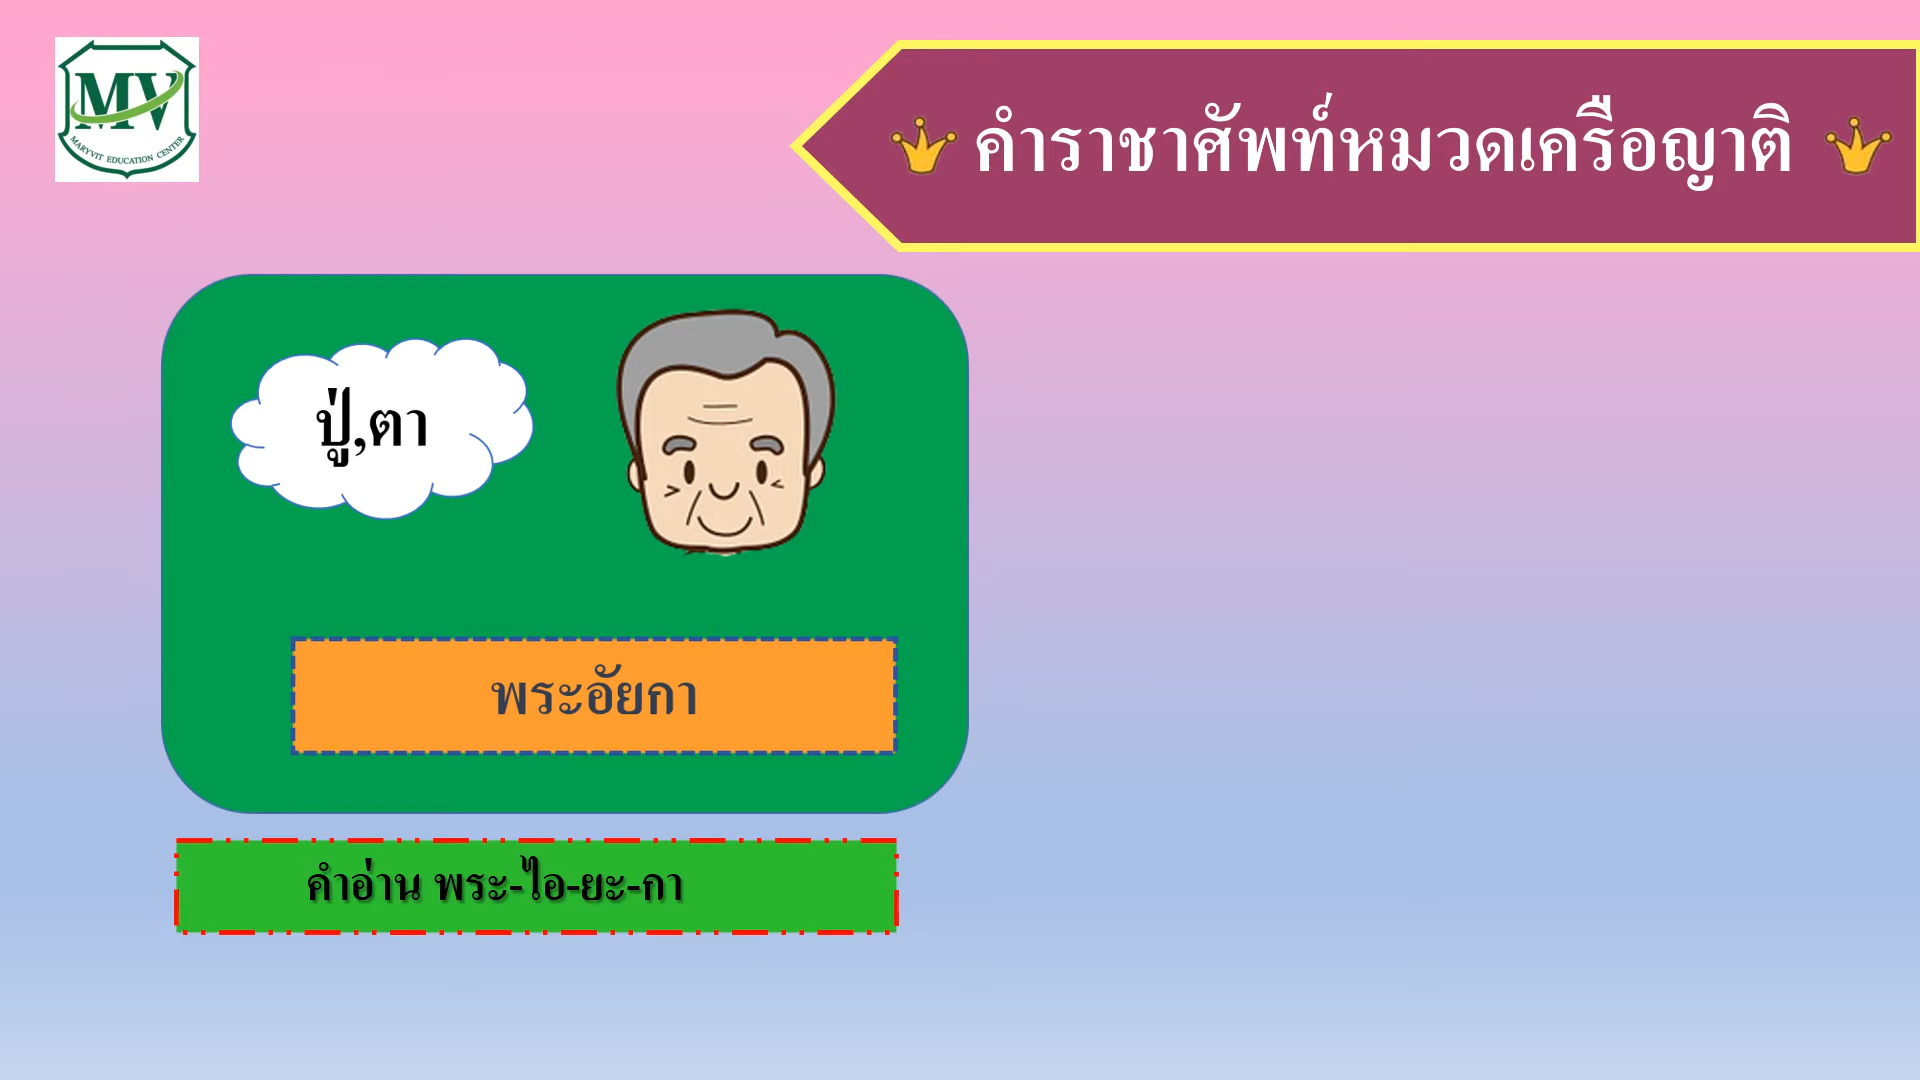 MV
MARYVIT EDUCATION CENTER
คำราชาศัพท์หมวดเครือญาติ
ปู่,ตา
พระอัยกา
คำอ่าน พระ-ไอ-ยะ-กา